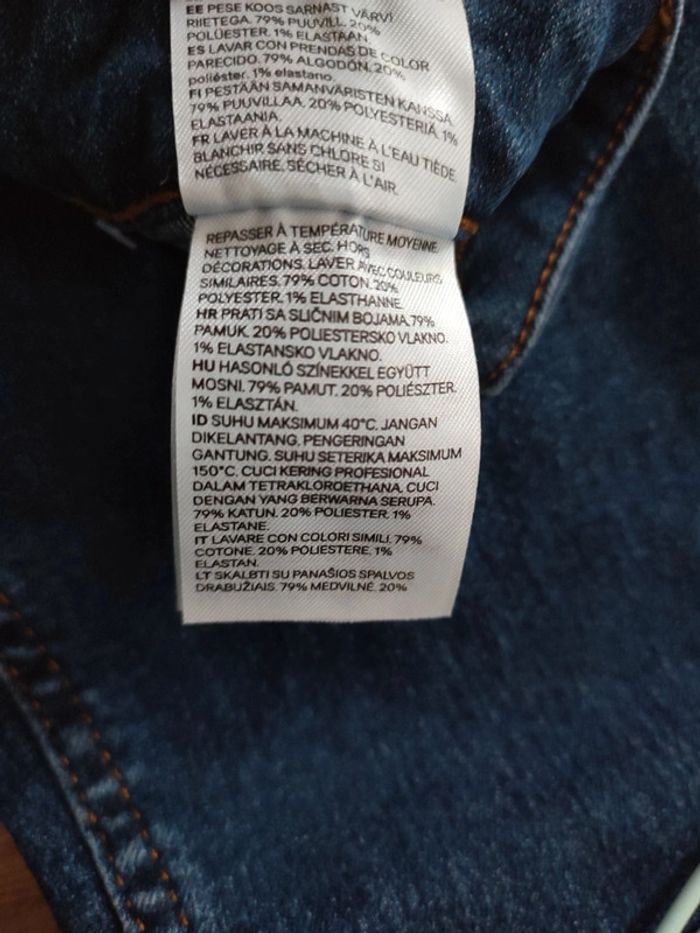 EE PESE KOOS SARNAST VÄRVI
RIIETEGA. 79% PUUVILL. 20%
POLÜESTER. 1% ELASTAAN.
ES LAVAR CON PRENDAS DE COLOR
PARECIDO. 79% ALGODÓN. 20%
poliéster. 1% elastano.
FI PESTÄÄN SAMANVÄRISTEN KANSSA.
79% PUUVILLAA. 20% POLYESTERIÄ. 1%
ELASTAANIA.
FR LAVER À LA MACHINE À L'EAU TIÈDE.
BLANCHIR SANS CHLORE SI
NÉCESSAIRE. SÉCHER À L'AIR.
REPASSER À TEMPÉRATURE MOYENNE.
NETTOYAGE À SEC. HORS
DÉCORATIONS. LAVER AVEC COULEURS
SIMILAIRES. 79% COTON. 20%
POLYESTER. 1% ELASTHANNE.
HR PRATI SA SLIČNIM BOJAMA. 79%
PAMUK. 20% POLIESTERSKO VLAKNO.
1% ELASTANSKO VLAKNO.
HU HASONLÓ SZÍNEKKEL EGYÜTT
MOSNI. 79% PAMUT. 20% POLIÉSZTER.
1% ELASZTÁN.
ID SUHU MAKSIMUM 40°C. JANGAN
DIKELANTANG. PENGERINGAN
GANTUNG. SUHU SETERIKA MAKSIMUM
150°C. CUCI KERING PROFESIONAL
DALAM TETRAKLOROETHANA. CUCI
DENGAN YANG BERWARNA SERUPA.
79% KATUN. 20% POLIESTER. 1%
ELASTANE.
IT LAVARE CON COLORI SIMILI. 79%
COTONE. 20% POLIESTERE. 1%
ELASTAN.
LT SKALBTI SU PANAŠIOS SPALVOS
DRABUŽIAIS. 79% MEDVILNĖ. 20%